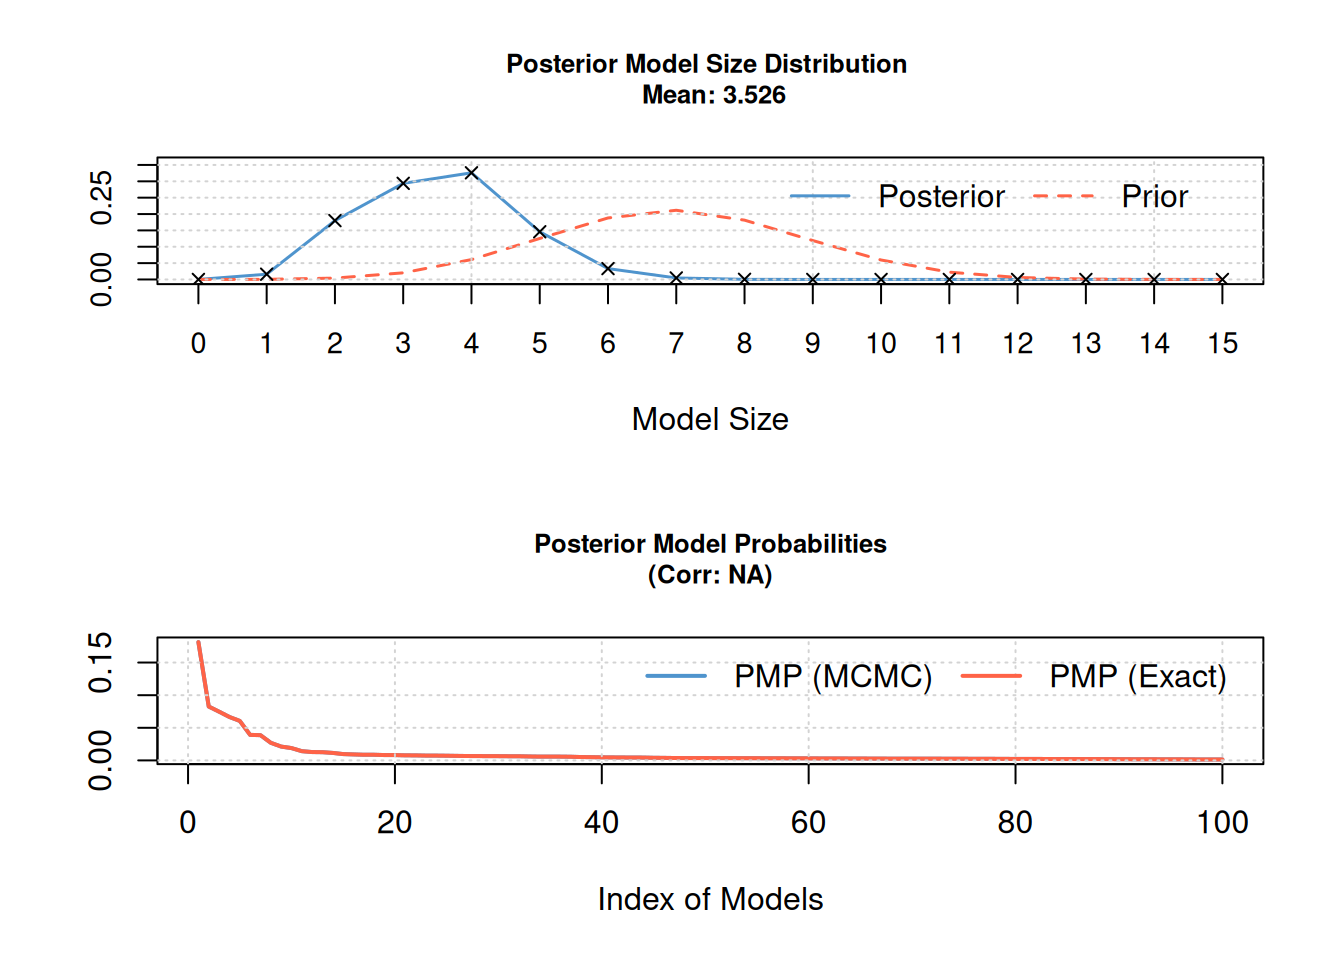 Posterior Model Size Distribution
Mean: 3.526
0.25
0.00
Posterior
Prior
0 1 2 3 4 5 6 7 8 9 10 11 12 13 14 15
Model Size
Posterior Model Probabilities
(Corr: NA)
0.15
0.00
PMP (MCMC)
PMP (Exact)
0 20 40 60 80 100
Index of Models